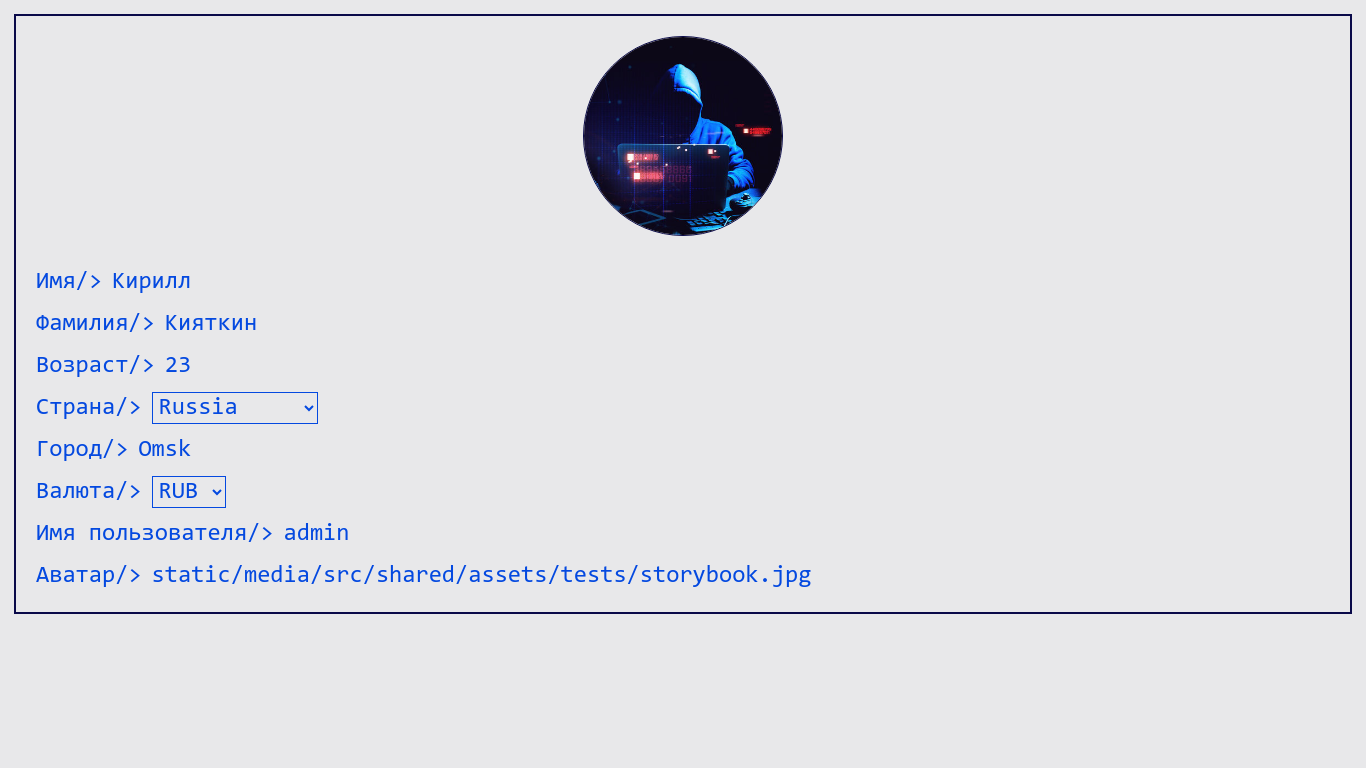 Имя/> Кирилл
Фамилия/> Кияткин
Возраст/> 23
Страна/> Russia
Город/> Omsk
Валюта/> RUB
Имя пользователя/> admin
Аватар/> static/media/src/shared/assets/tests/storybook.jpg